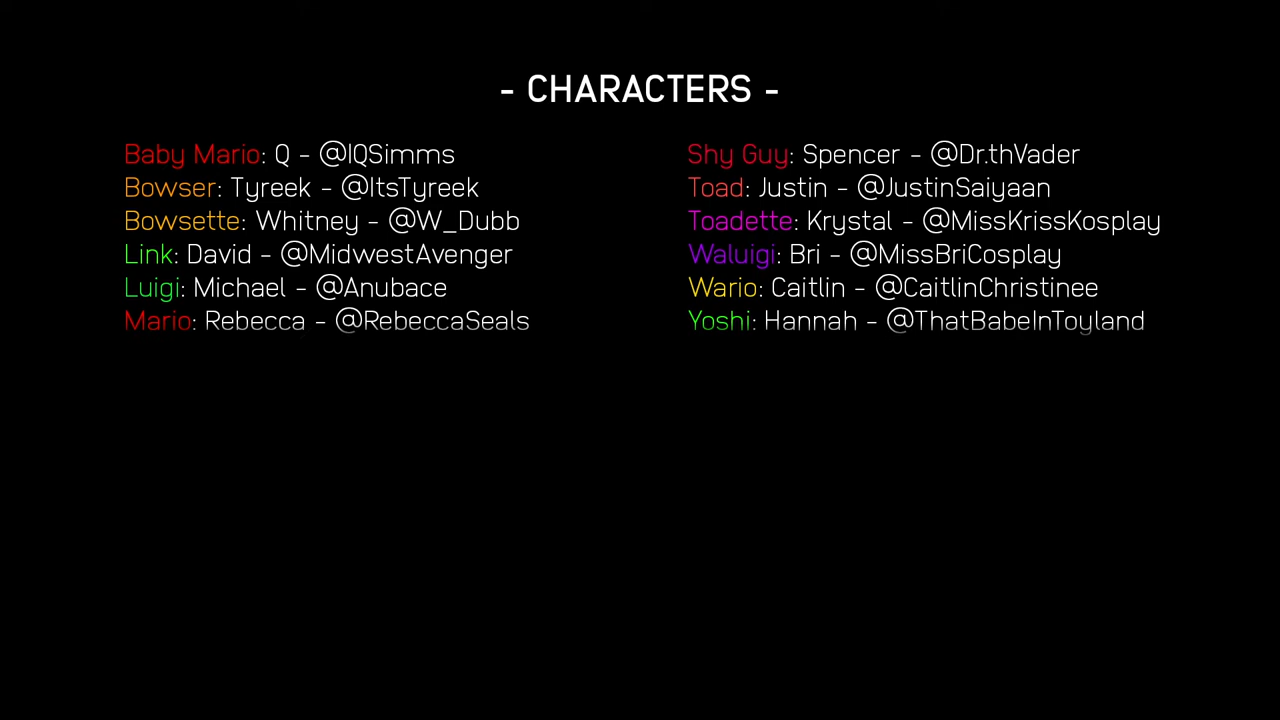 - CHARACTERS -
Baby Mario: Q - @IQSimms
Bowser: Tyreek - @ItsTyreek
Bowsette: Whitney - @W_Dubb
Link: David - @MidwestAvenger
Luigi: Michael - @Anubace
Mario: Rebecca - @RebeccaSeals
Shy Guy: Spencer - @Dr.thVader
Toad: Justin - @JustinSaiyaan
Toadette: Krystal - @MissKrissKosplay
Waluigi: Bri - @MissBriCosplay
Wario: Caitlin - @CaitlinChristinee
Yoshi: Hannah - @ThatBabeInToyland